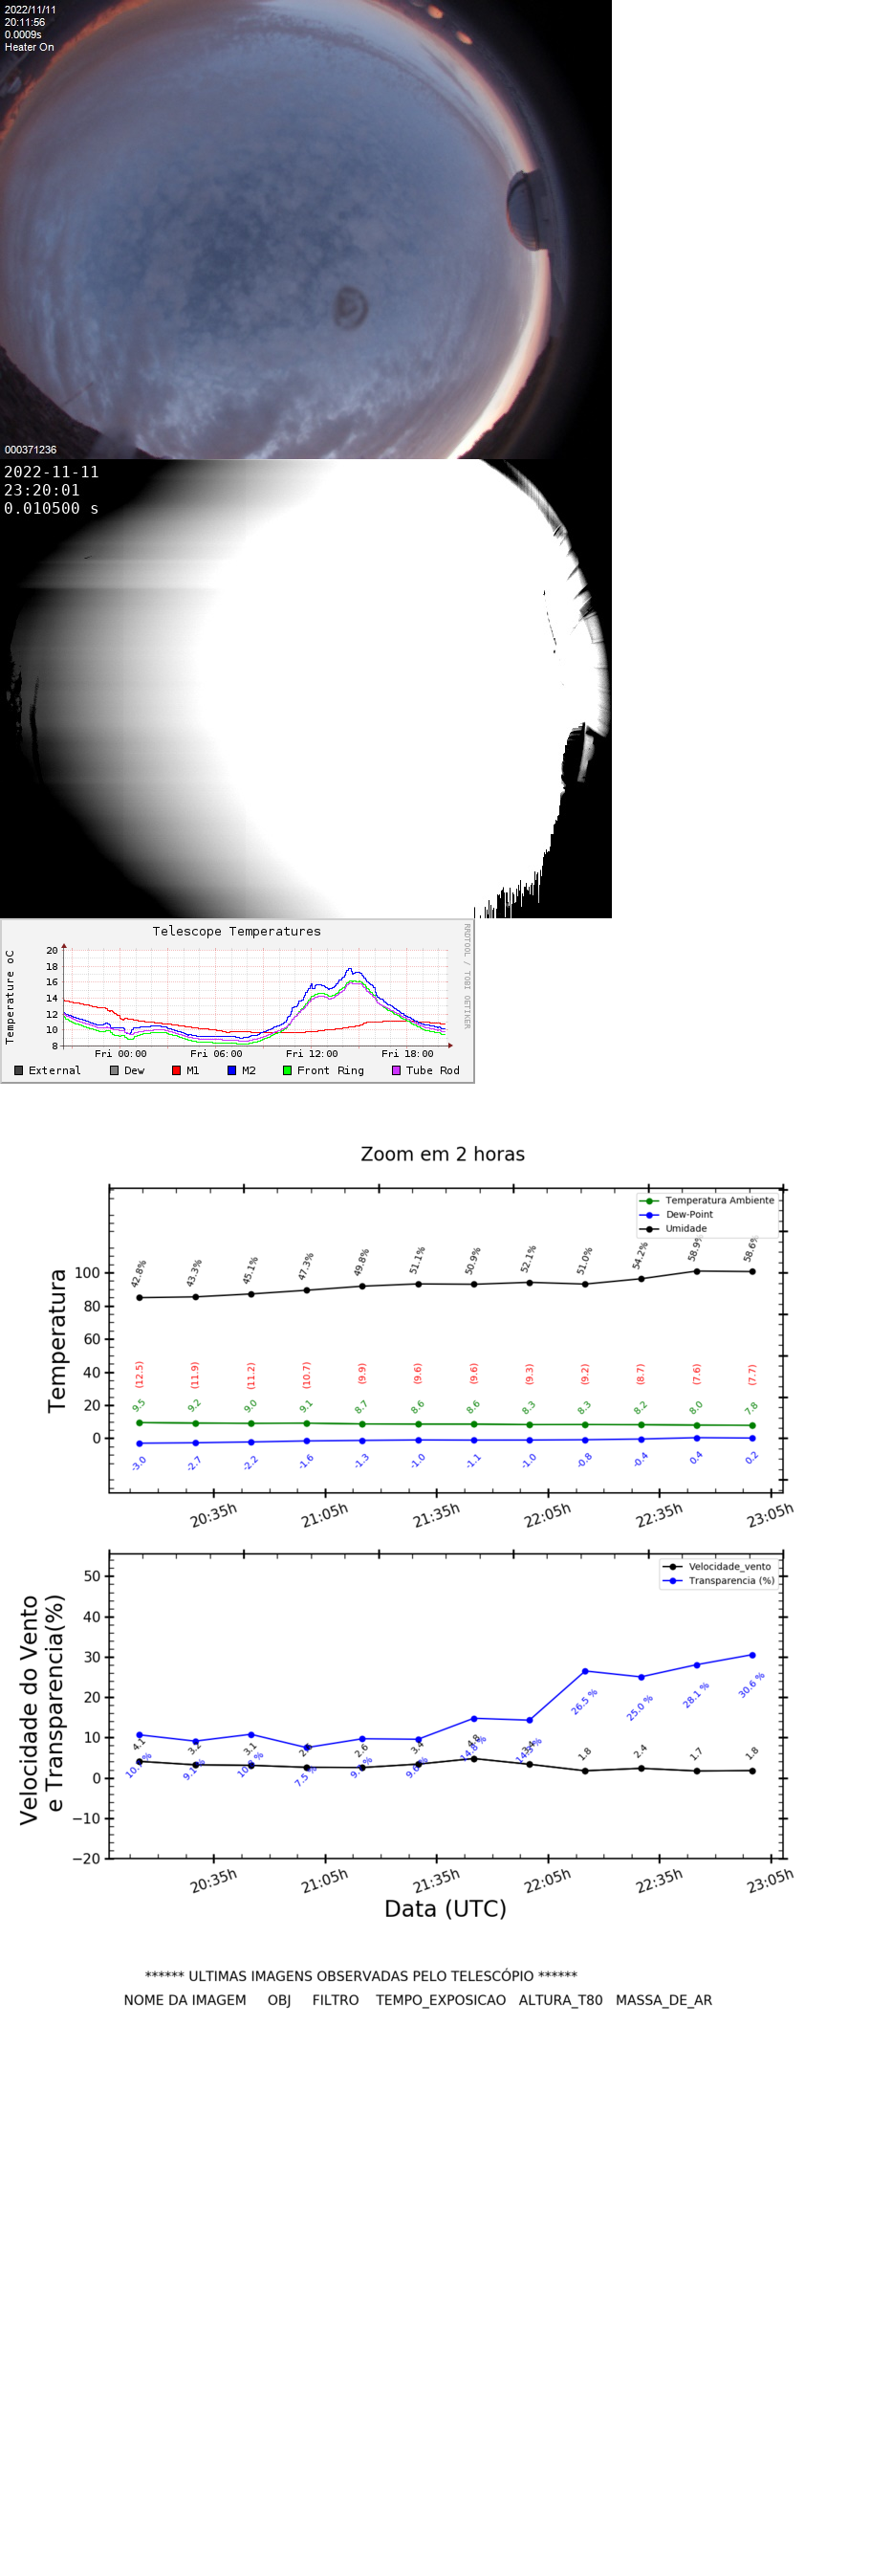 2022/11/11
20:11:56
0.0009s
Heater On
000371236
2022-11-11
23:20:01
0.010500 s
Telescope Temperatures
RRDTOOL / TOBI OETIKER
Temperature oC
20
18
16
14
12
10
8
Fri 00:00 Fri 06:00 Fri 12:00 Fri 18:00
External Dew M1 M2 Front Ring Tube Rod
Zoom em 2 horas
Temperatura Ambiente
Dew-Point
Umidade
Temperatura
100
80
60
40
20
0
42.8% 43.3% 45.1% 47.3% 49.8% 51.1% 50.9% 52.1% 51.0% 54.2% 58.9% 58.6%
(12.5) (11.9) (11.2) (10.7) (9.9) (9.6) (9.6) (9.3) (9.2) (8.7) (7.6) (7.7)
9.5 9.2 9.0 9.1 8.7 8.6 8.6 8.3 8.3 8.2 8.0 7.8
-3.0 -2.7 -2.2 -1.6 -1.3 -1.0 -1.1 -1.0 -0.8 -0.4 0.4 0.2
20:35h 21:05h 21:35h 22:05h 22:35h 23:05h
Velocidade_vento
Transparencia (%)
Velocidade do Vento
e Transparencia(%)
50
40
30
20
10
0
−10
−20
4.1 3.2 3.1 2.6 3.4 4.8 1.8 2.4 1.7 1.8
7.5 % 26.5 % 25.0 % 28.1 % 30.6 %
20:35h 21:05h 21:35h 22:05h 22:35h 23:05h
Data (UTC)
****** ULTIMAS IMAGENS OBSERVADAS PELO TELESCÓPIO ******
NOME DA IMAGEM OBJ FILTRO TEMPO_EXPOSICAO ALTURA_T80 MASSA_DE_AR